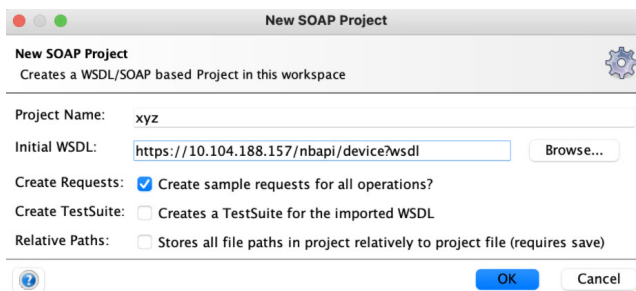 New SOAP Project
New SOAP Project
Creates a WSDL/SOAP based Project in this workspace
Project Name: xyz
Initial WSDL: https://10.104.188.157/nbapi/device?wsdl Browse...
Create Requests: Create sample requests for all operations?
Create TestSuite: Creates a TestSuite for the imported WSDL
Relative Paths: Stores all file paths in project relatively to project file (requires save)
? OK Cancel